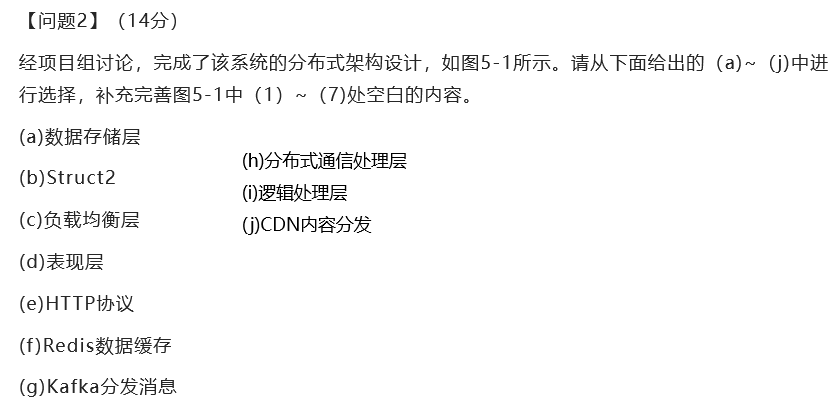 【问题2】（14分）
经项目组讨论，完成了该系统的分布式架构设计，如图5-1所示。请从下面给出的（a)~（j)中进
行选择，补充完善图5-1中（1）~（7)处空白的内容。
(a)数据存储层
(b)Struct2
(c)负载均衡层
(d)表现层
(e)HTTP协议
(f)Redis数据缓存
(g)Kafka分发消息
(h)分布式通信处理层
(i)逻辑处理层
(j)CDN内容分发